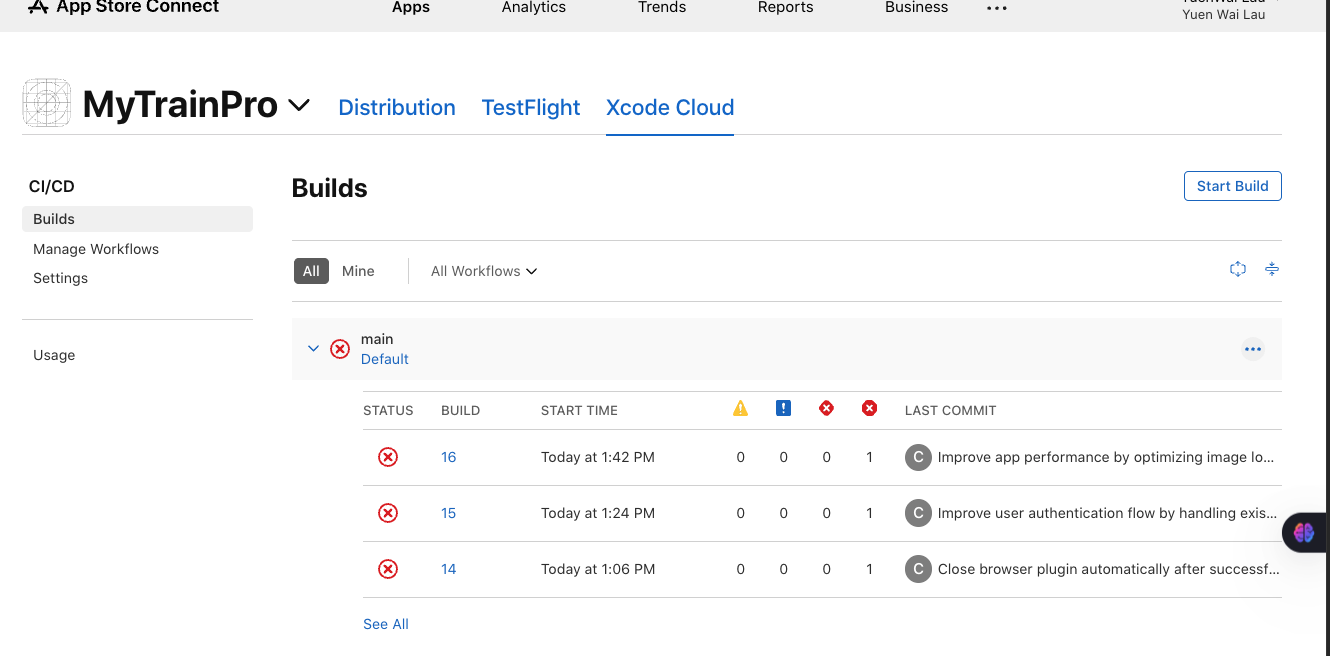 App Store Connect Apps Analytics Trends Reports Business ...
Yuen Wai Lau
MyTrainPro Distribution TestFlight Xcode Cloud
CI/CD
Builds
Manage Workflows
Settings
Usage
Builds Start Build
All Mine All Workflows
main
Default
STATUS BUILD START TIME LAST COMMIT
16 Today at 1:42 PM 0 0 0 1 C Improve app performance by optimizing image lo...
15 Today at 1:24 PM 0 0 0 1 C Improve user authentication flow by handling exis...
14 Today at 1:06 PM 0 0 0 1 C Close browser plugin automatically after successf...
See All